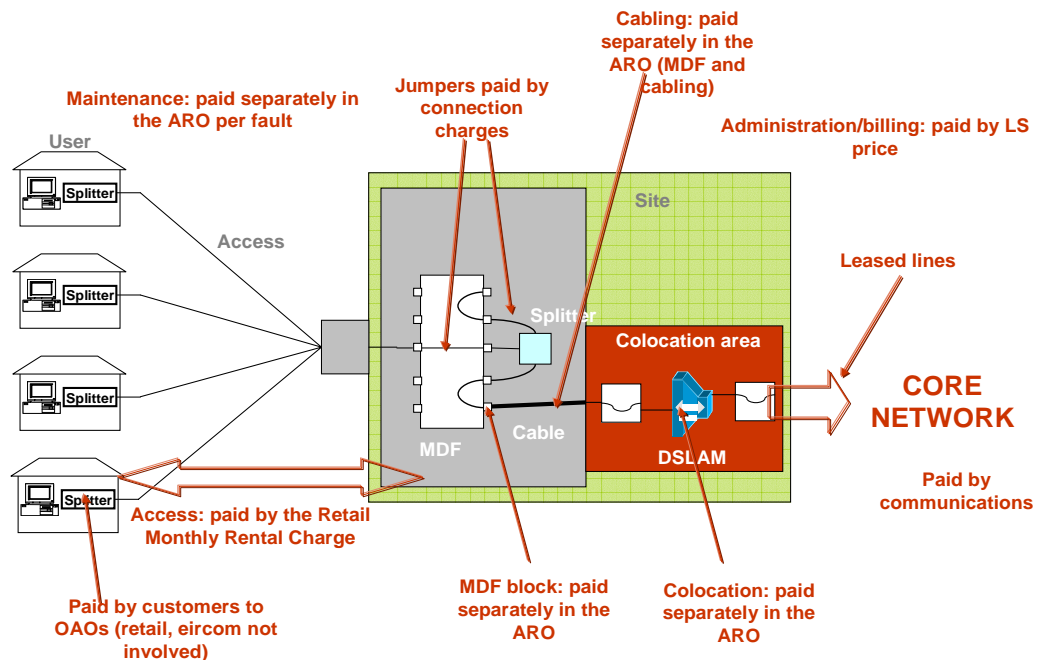 Cabling: paid
separately in the
ARO (MDF and
cabling)
Maintenance: paid separately in
the ARO per fault
Jumpers paid by
connection
charges
Administration/billing: paid by LS
price
User
Splitter
Site
Access
Leased lines
Splitter
Splitter
Colocation area
Splitter
CORE
NETWORK
MDF
Cable
DSLAM
Splitter
Paid by
communications
Access: paid by the Retail
Monthly Rental Charge
MDF block: paid
separately in the
ARO
Colocation: paid
separately in the
ARO
Paid by customers to
OAOs (retail, eircom not
involved)